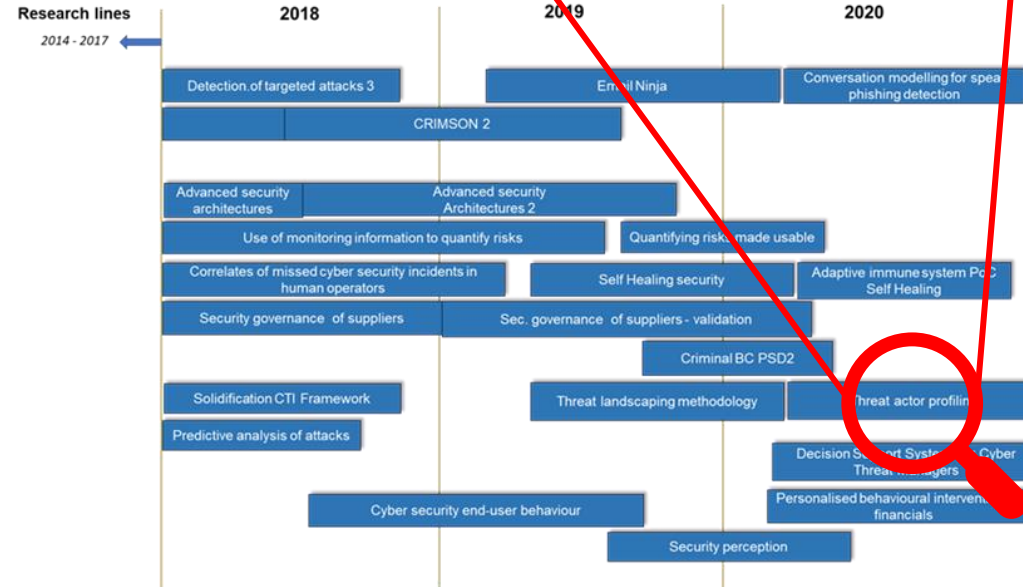 Research lines
2018
2019
2020
2014 - 2017
Detection of targeted attacks 3
Email Ninja
Conversation modelling for spea
phishing detection
CRIMSON 2
Advanced security
architectures
Advanced security
Architectures 2
Use of monitoring information to quantify risks
Quantifying risks made usable
Correlates of missed cyber security incidents in
human operators
Self Healing security
Adaptive immune system PoC
Self Healing
Security governance of suppliers
Sec. governance of suppliers - validation
Criminal BC PSD2
Solidification CTI Framework
Threat landscaping methodology
Threat actor profilin
Predictive analysis of attacks
Decision Support Syste Cyber
Threat Managers
Cyber security end-user behaviour
Personalised behavioural interven
financials
Security perception